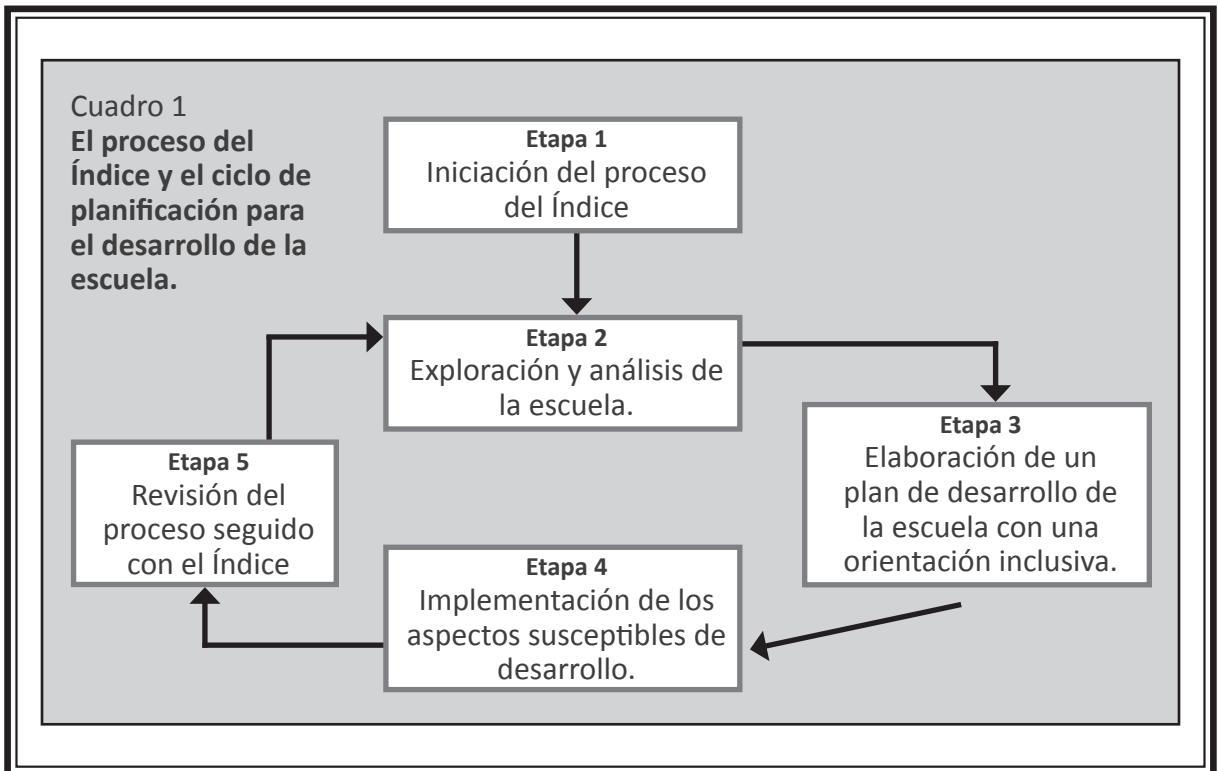 Cuadro 1
El proceso del
Índice y el ciclo de
planificación para
el desarrollo de la
escuela.
Etapa 1
Iniciación del proceso
del Índice
Etapa 2
Exploración y análisis de
la escuela.
Etapa 3
Elaboración de un
plan de desarrollo de
la escuela con una
orientación inclusiva.
Etapa 4
Implementación de los
aspectos susceptibles de
desarrollo.
Etapa 5
Revisión del
proceso seguido
con el Índice